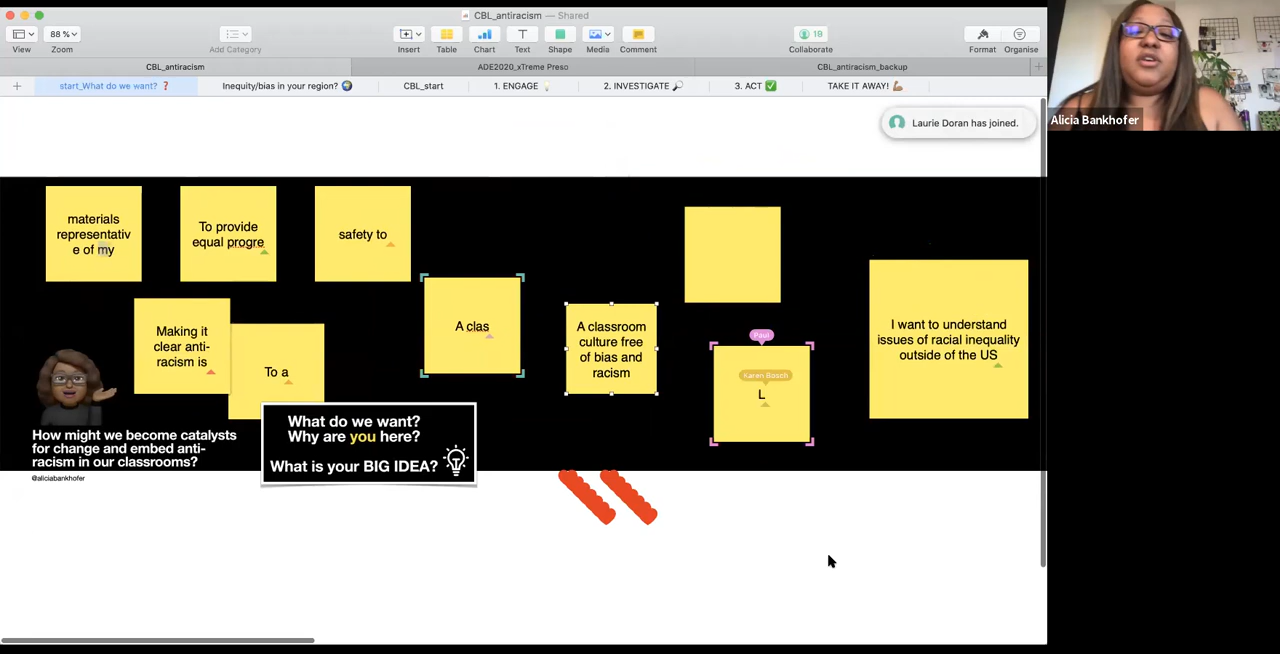 CBL_antiracism — Shared
88 %
View
Zoom
Add Category
Insert
Table
Chart
Text
Shape
Media
Comment
18
Collaborate
Format
Organise
CBL_antiracism
ADE2020_xTreme Preso
CBL_antiracism_backup
start_What do we want? ❓
Inequity/bias in your region?
CBL_start
1. ENGAGE
2. INVESTIGATE
3. ACT ✅
TAKE IT AWAY!
Laurie Doran has joined.
Alicia Bankhofer
materials
representativ
e of my
To provide
equal progre
safety to
A clas
A classroom
culture free
of bias and
racism
Making it
clear anti-
racism is
To a
Paul
Karen Bosch
L
I want to understand
issues of racial inequality
outside of the US
What do we want?
Why are you here?
What is your BIG IDEA?
How might we become catalysts
for change and embed anti-
racism in our classrooms?
@aliciabankhofer